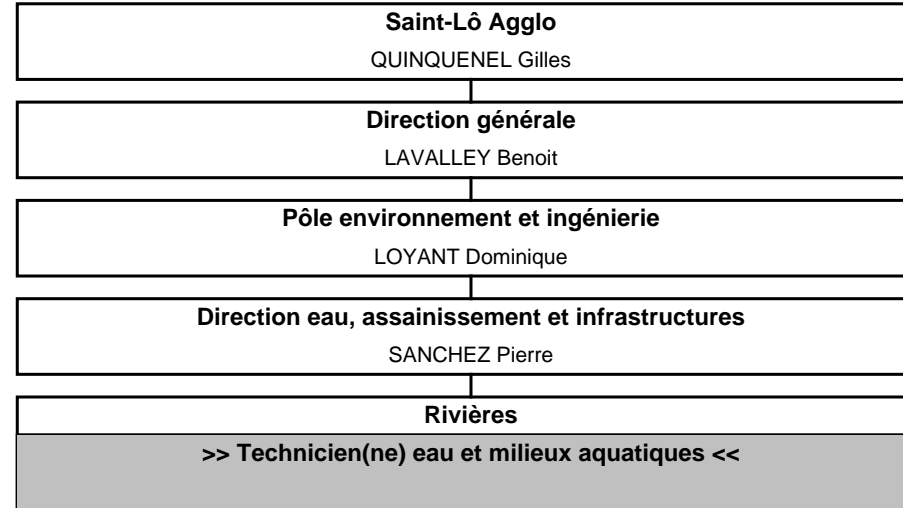 Saint-Lô Agglo
QUINQUENEL Gilles
Direction générale
LAVALLEY Benoit
Pôle environnement et ingénierie
LOYANT Dominique
Direction eau, assainissement et infrastructures
SANCHEZ Pierre
Rivières
>> Technicien(ne) eau et milieux aquatiques <<